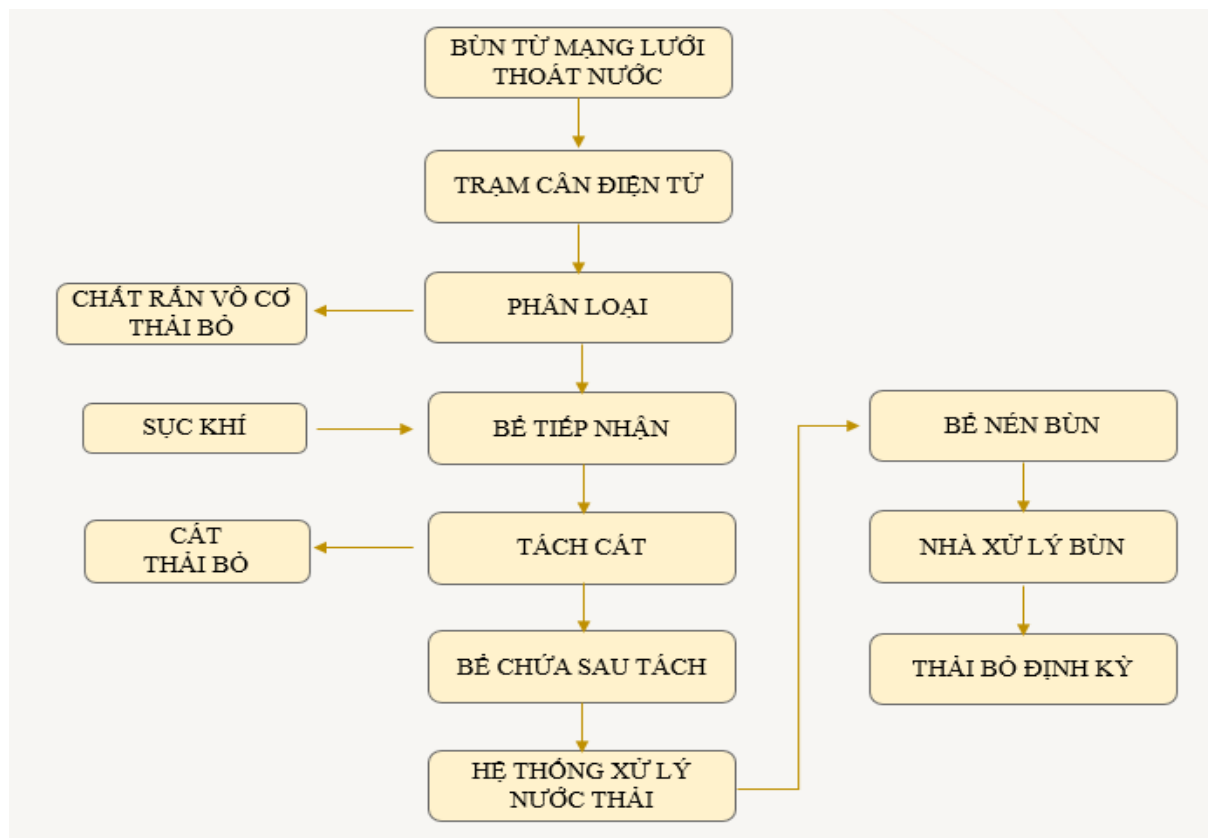 BÙN TỪ MẠNG LƯỚI
THOÁT NƯỚC
TRẠM CÂN ĐIỆN TỬ
PHÂN LOẠI
CHẤT RẮN VÔ CƠ
THẢI BỎ
SỤC KHÍ
BỂ TIẾP NHẬN
TÁCH CÁT
CÁT
THẢI BỎ
BỂ CHỨA SAU TÁCH
HỆ THỐNG XỬ LÝ
NƯỚC THẢI
BỂ NÉN BÙN
NHÀ XỬ LÝ BÙN
THẢI BỎ ĐỊNH KỲ